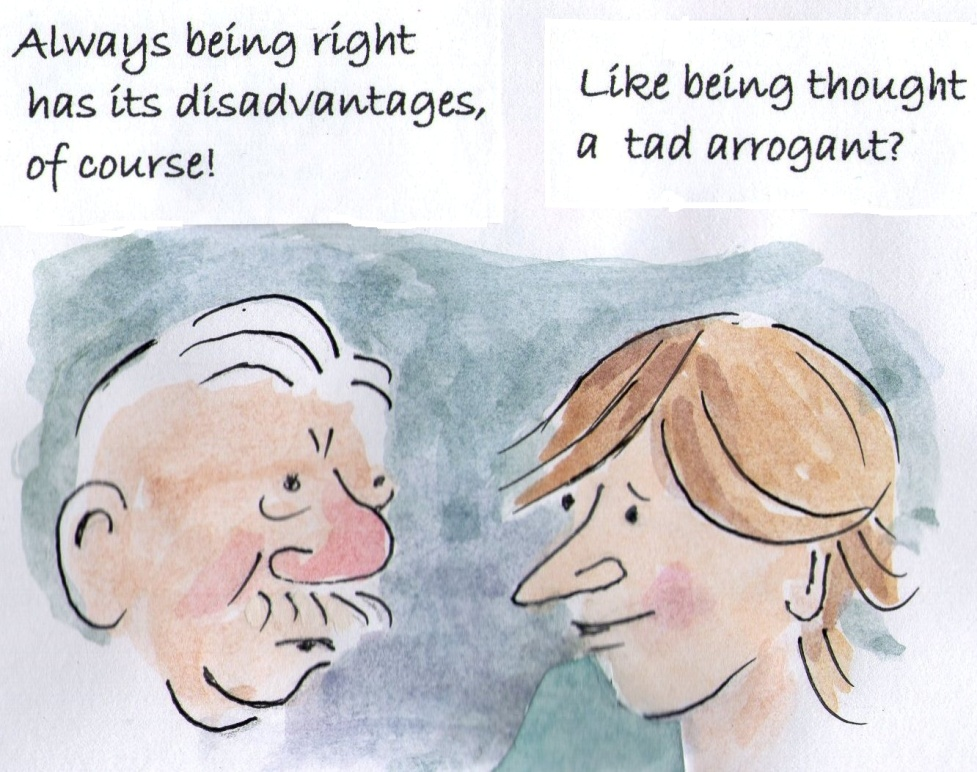 Always being right
has its disadvantages,
of course!
Like being thought
a tad arrogant?